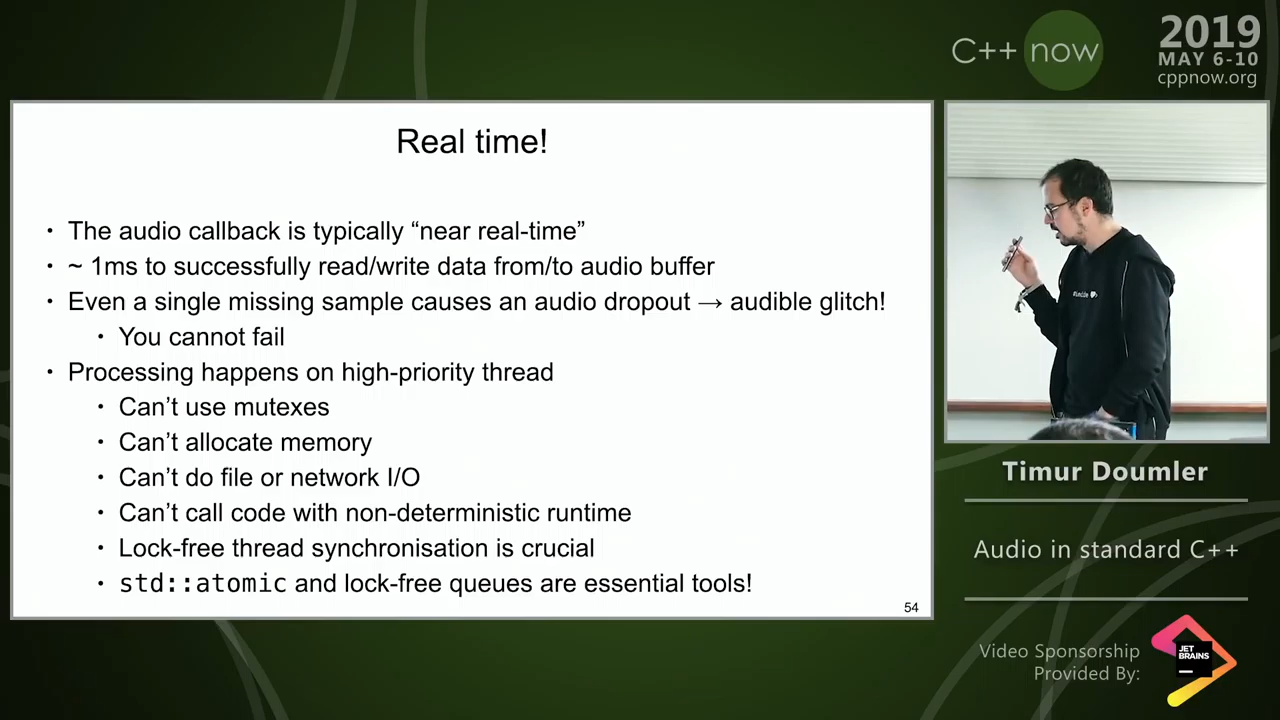 C++ now
2019
MAY 6-10
cppnow.org
Real time!
• The audio callback is typically “near real-time”
• ~ 1ms to successfully read/write data from/to audio buffer
• Even a single missing sample causes an audio dropout → audible glitch!
• You cannot fail
• Processing happens on high-priority thread
• Can’t use mutexes
• Can’t allocate memory
• Can’t do file or network I/O
• Can’t call code with non-deterministic runtime
• Lock-free thread synchronisation is crucial
• std::atomic and lock-free queues are essential tools!
54
Timur Doumler
Audio in standard C++
Video Sponsorship
Provided By:
JET
BRAINS